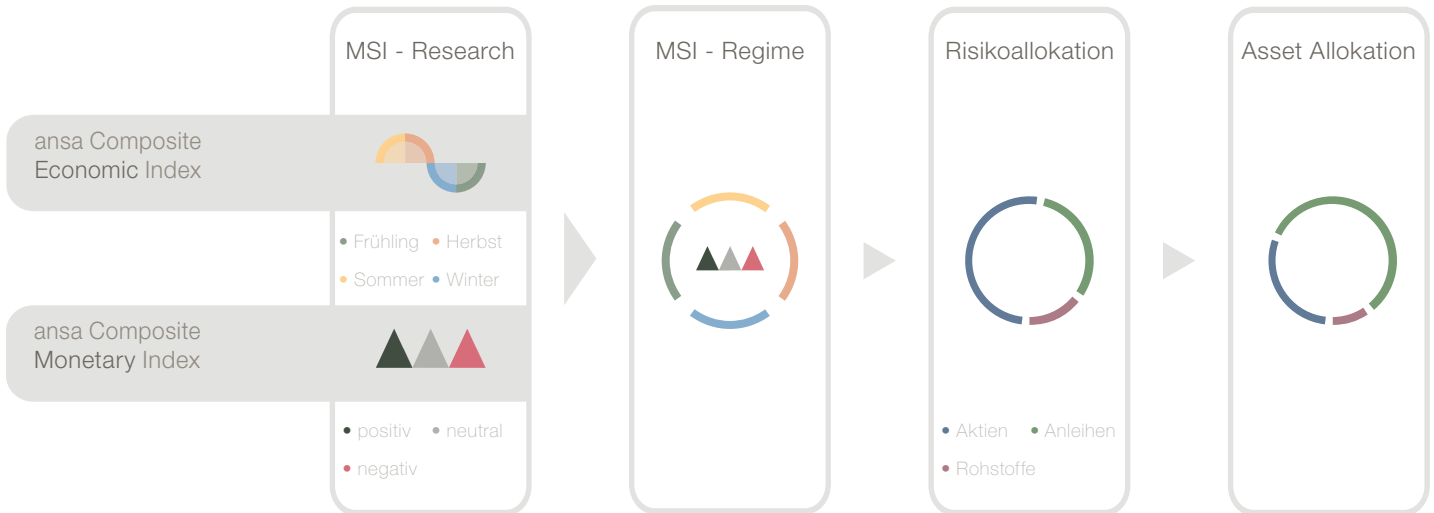 MSI - Research
MSI - Regime
Risikoallokation
Asset Allokation
ansa Composite
Economic Index
• Frühling • Herbst
• Sommer • Winter
ansa Composite
Monetary Index
• positiv • neutral
• negativ
• Aktien • Anleihen
• Rohstoffe